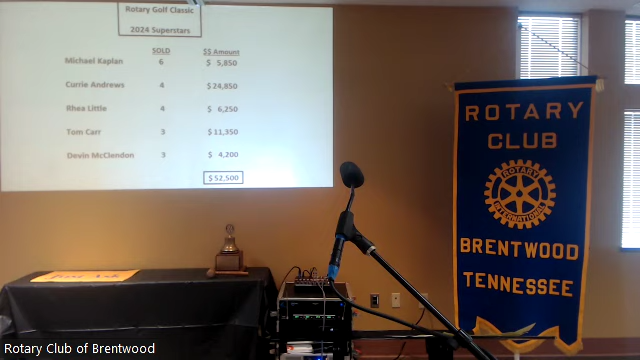 Rotary Golf Classic
2024 Superstars
SOLD $$ Amount
Michael Kaplan 6 $ 5,850
Currie Andrews 4 $24,850
Rhea Little 4 $ 6,250
Tom Carr 3 $11,350
Devin McClendon 3 $ 4,200
$52,500
ROTARY
CLUB
ROTARY
INTERNATIONAL
BRENTWOOD
TENNESSEE
Rotary Club of Brentwood